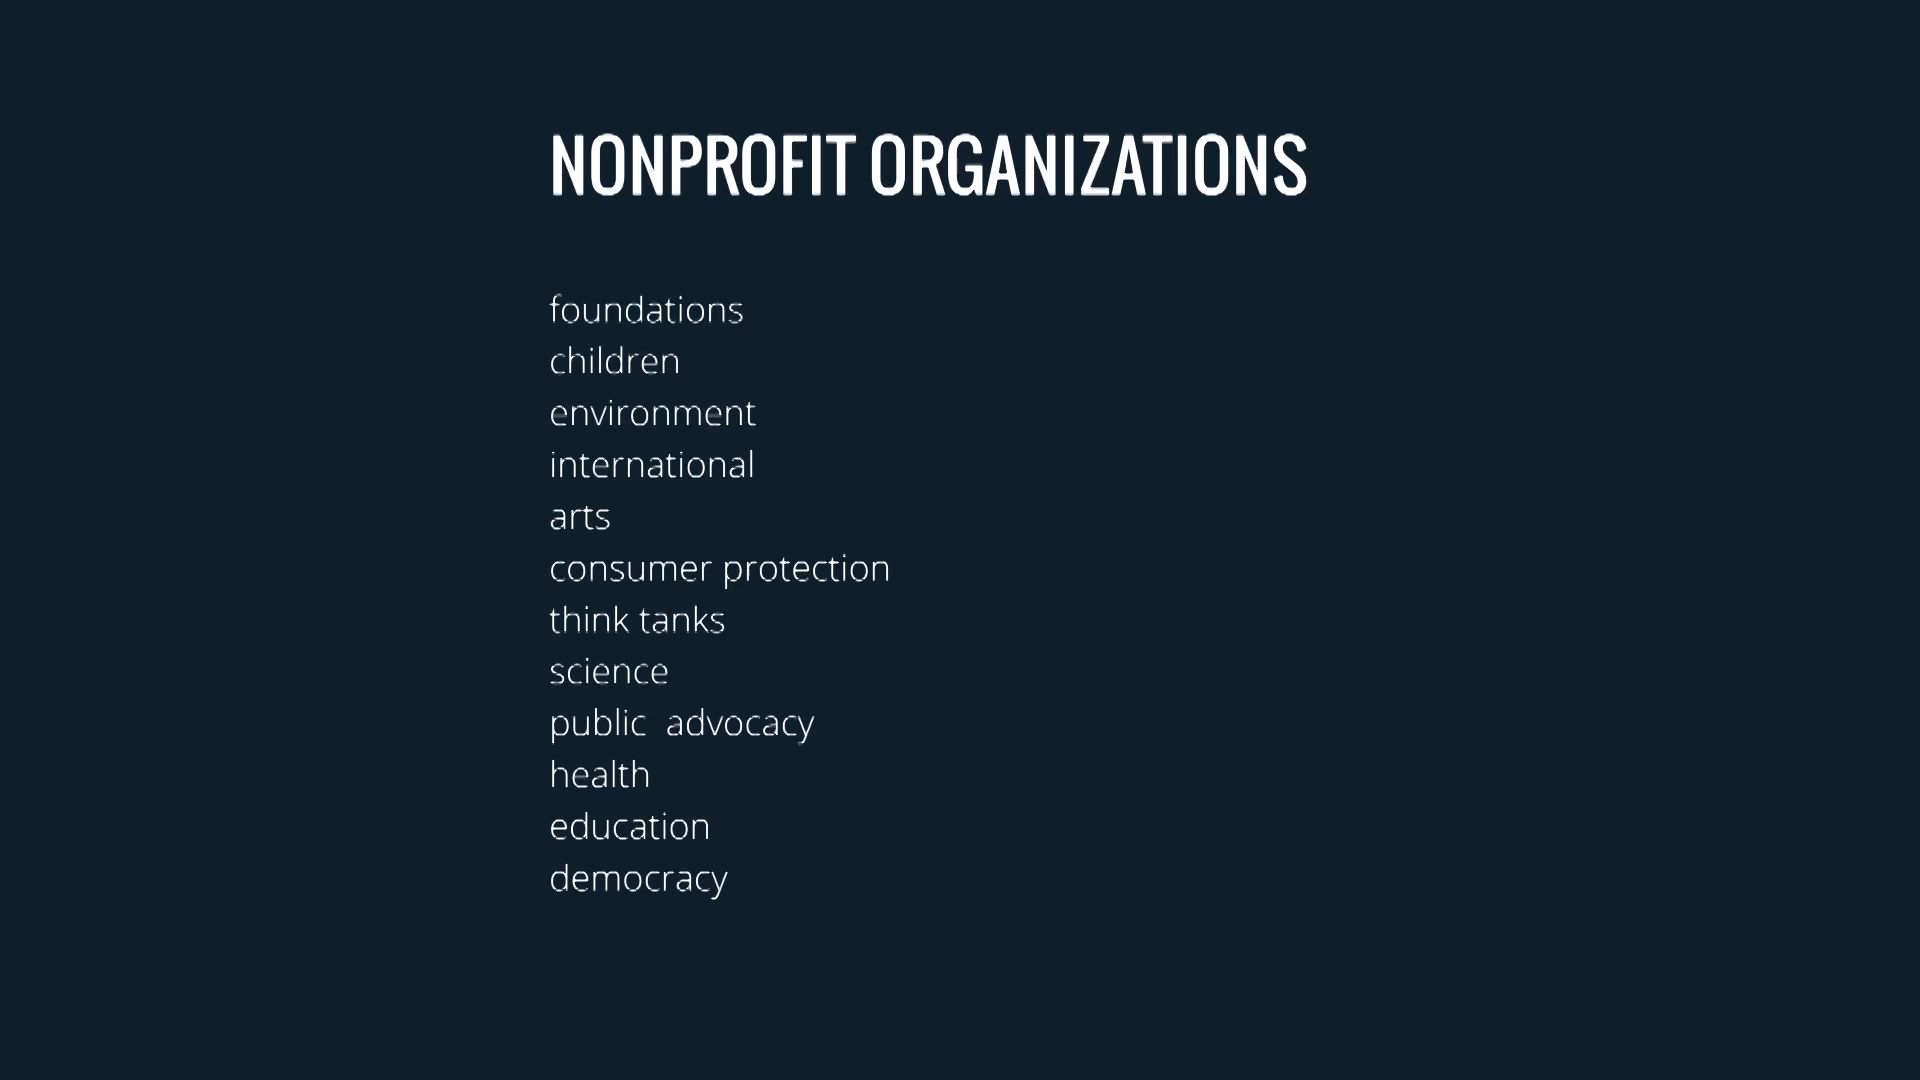 NONPROFIT ORGANIZATIONS
foundations
children
environment
international
arts
consumer protection
think tanks
science
public  advocacy
health
education
democracy